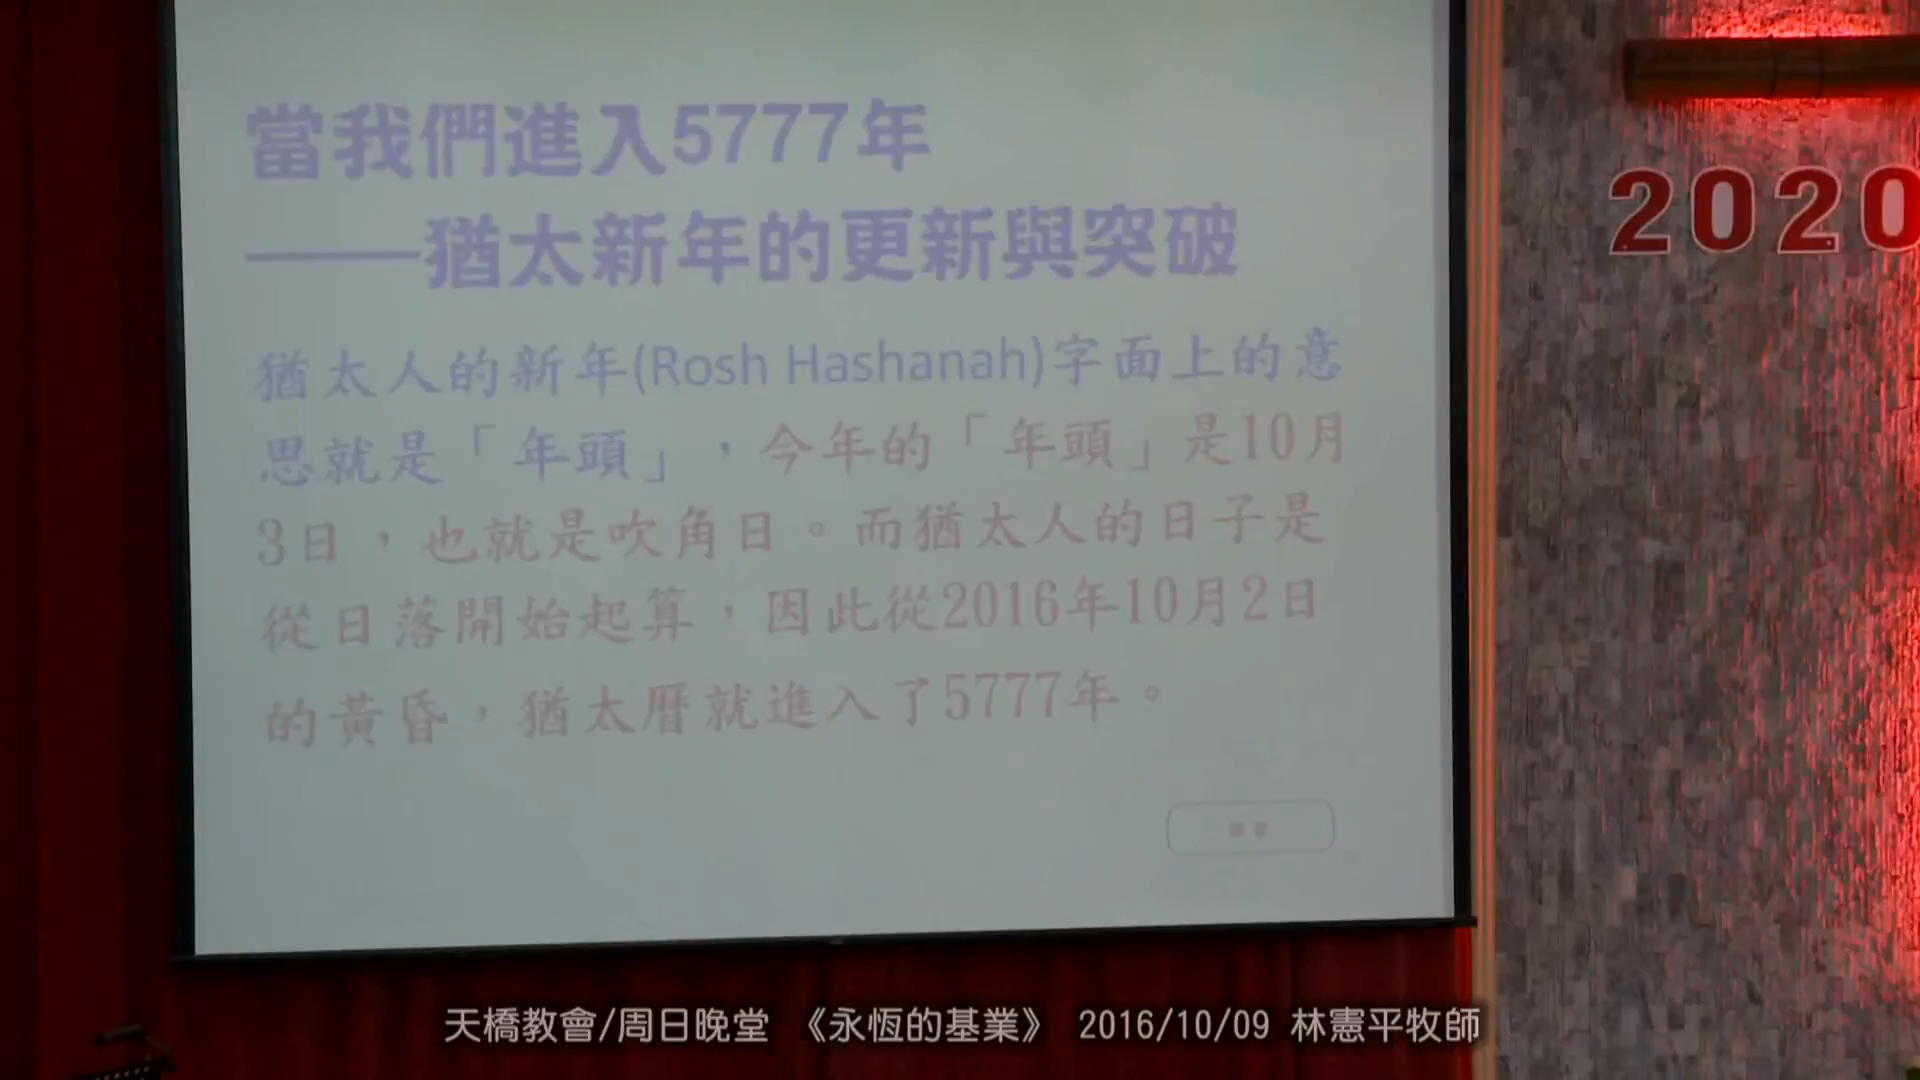 當我們進入5777年
——猶太新年的更新與突破
猶太人的新年(Rosh Hashanah)字面上的意
思就是「年頭」，今年的「年頭」是10月
3日，也就是吹角日。而猶太人的日子是
從日落開始起算，因此從2016年10月2日
的黃昏，猶太曆就進入了5777年。
2020
天橋教會/周日晚堂 《永恆的基業》 2016/10/09 林憲平牧師